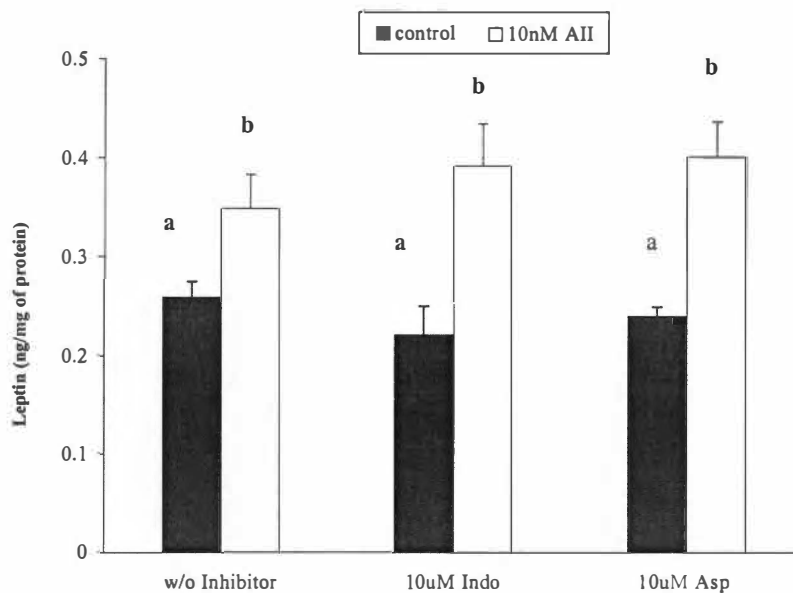 control 10nM AII
0.5
b b
b
0.4
a
a a
0.3
0.2
0.1
0
Leptin (ng/mg of protein)
w/o Inhibitor 10uM Indo 10uM Asp